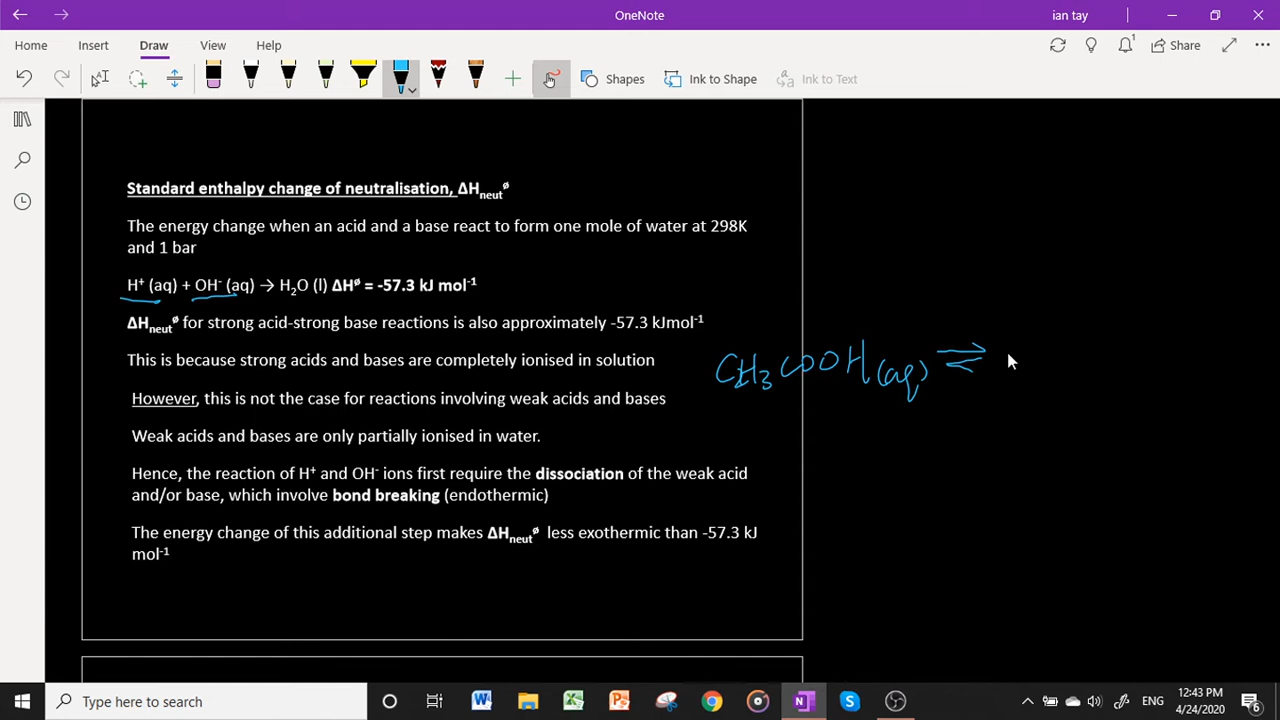 OneNote
ian tay
Home Insert Draw View Help
Share
Shapes Ink to Shape Ink to Text
Standard enthalpy change of neutralisation, ΔHneutᶲ
The energy change when an acid and a base react to form one mole of water at 298K
and 1 bar
H⁺ (aq) + OH⁻ (aq) → H₂O (l) ΔHᶲ = -57.3 kJ mol⁻¹
ΔHneutᶲ for strong acid-strong base reactions is also approximately -57.3 kJmol⁻¹
This is because strong acids and bases are completely ionised in solution
CH₃COOH(aq) ⇌
However, this is not the case for reactions involving weak acids and bases
Weak acids and bases are only partially ionised in water.
Hence, the reaction of H⁺ and OH⁻ ions first require the dissociation of the weak acid
and/or base, which involve bond breaking (endothermic)
The energy change of this additional step makes ΔHneutᶲ less exothermic than -57.3 kJ
mol⁻¹
Type here to search
ENG
12:43 PM
4/24/2020
6